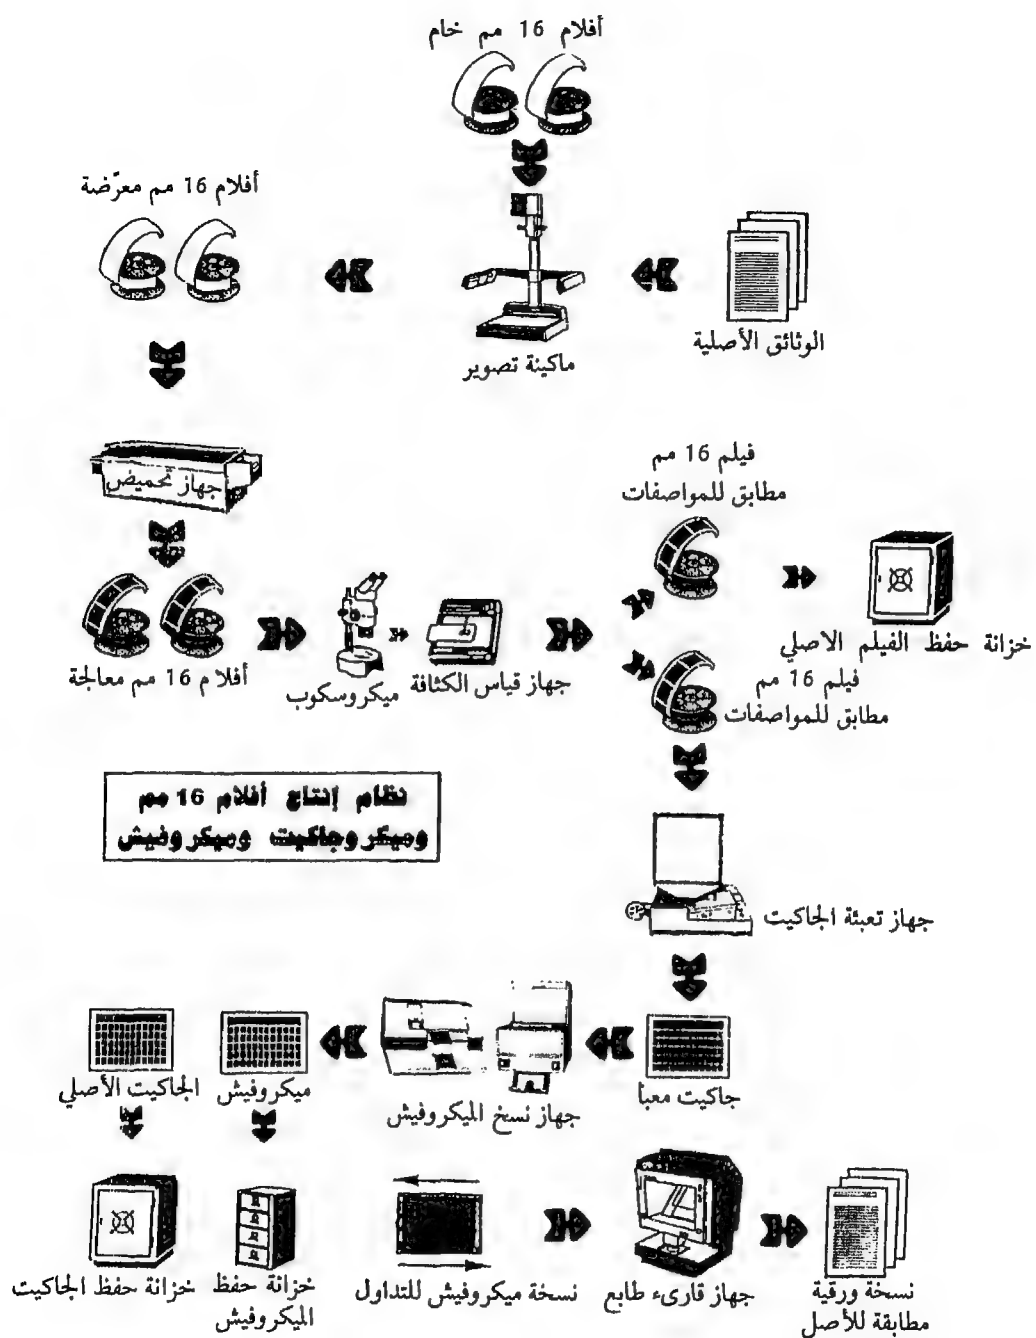 أفلام 16 مم خام
أفلام 16 مم معرّضة
الوثائق الأصلية
ماكينة تصوير
جهاز تحميض
فيلم 16 مم
مطابق للمواصفات
خزانة حفظ الفيلم الاصلي
أفلام 16 مم معالجة
ميكروسكوب
جهاز قياس الكثافة
فيلم 16 مم
مطابق للمواصفات
نظام إنتاج أفلام 16 مم
وميكروجاكيت وميكروفيش
جهاز تعبئة الجاكيت
جاكيت معبأ
جهاز نسخ الميكروفيش
ميكروفيش
الجاكيت الأصلي
خزانة حفظ الجاكيت
خزانة حفظ
الميكروفيش
نسخة ميكروفيش للتداول
جهاز قارىء طابع
نسخة ورقية
مطابقة للأصل